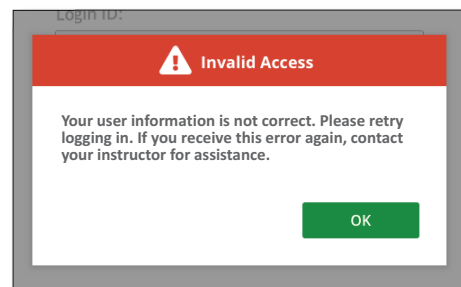 Login ID:
Invalid Access
Your user information is not correct. Please retry
logging in. If you receive this error again, contact
your instructor for assistance.
OK